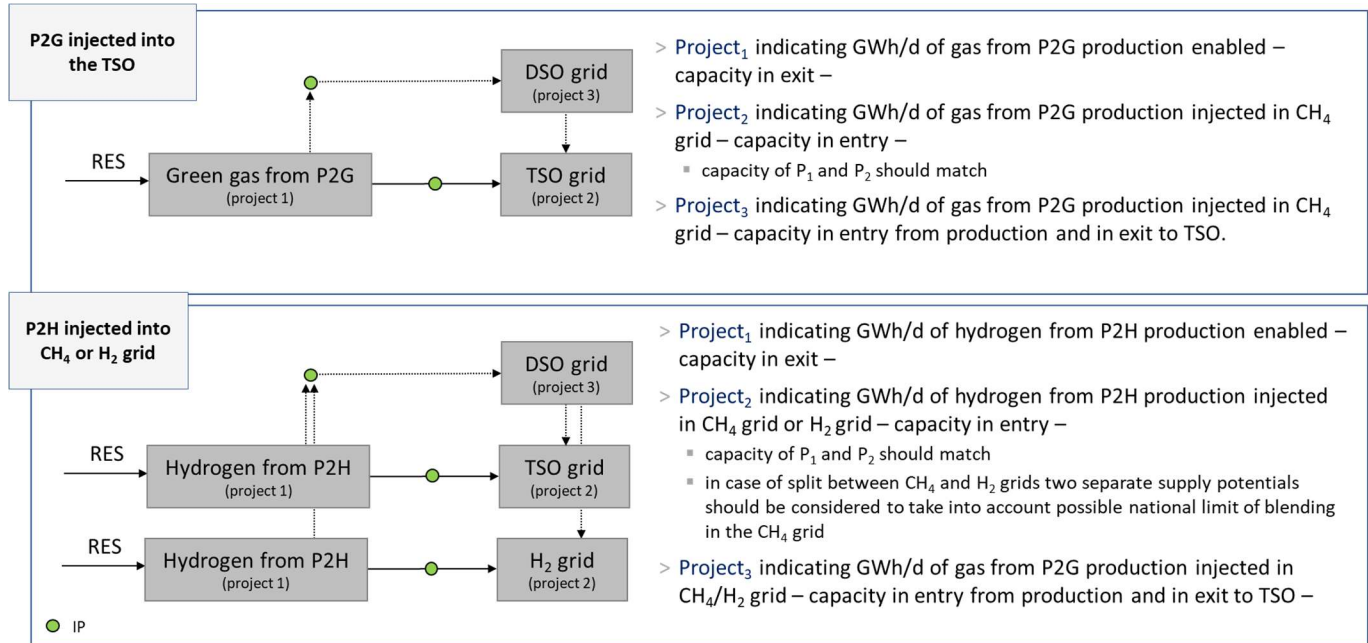 P2G injected into
the TSO
DSO grid
(project 3)
RES
Green gas from P2G
(project 1)
TSO grid
(project 2)
> Project₁ indicating GWh/d of gas from P2G production enabled –
capacity in exit –
> Project₂ indicating GWh/d of gas from P2G production injected in CH₄
grid – capacity in entry –
▪ capacity of P₁ and P₂ should match
> Project₃ indicating GWh/d of gas from P2G production injected in CH₄
grid – capacity in entry from production and in exit to TSO.
P2H injected into
CH₄ or H₂ grid
DSO grid
(project 3)
RES
Hydrogen from P2H
(project 1)
TSO grid
(project 2)
RES
Hydrogen from P2H
(project 1)
H₂ grid
(project 2)
IP
> Project₁ indicating GWh/d of hydrogen from P2H production enabled –
capacity in exit –
> Project₂ indicating GWh/d of hydrogen from P2H production injected
in CH₄ grid or H₂ grid – capacity in entry –
▪ capacity of P₁ and P₂ should match
▪ in case of split between CH₄ and H₂ grids two separate supply potentials
should be considered to take into account possible national limit of blending
in the CH₄ grid
> Project₃ indicating GWh/d of gas from P2G production injected in
CH₄/H₂ grid – capacity in entry from production and in exit to TSO –